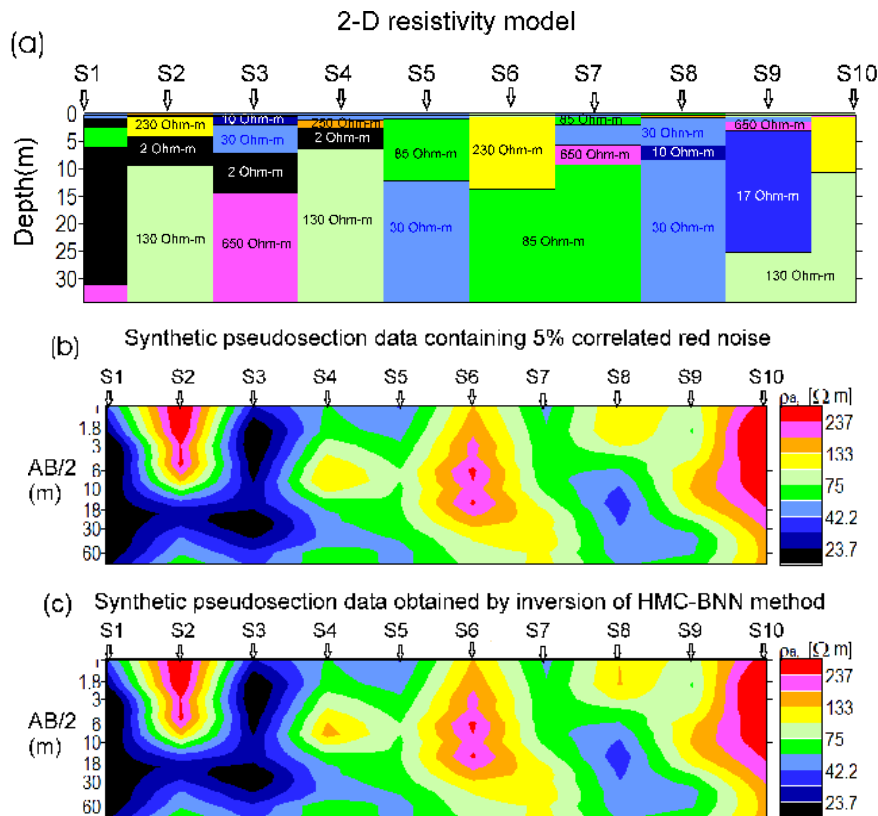 2-D resistivity model
(a)
S1 S2 S3 S4 S5 S6 S7 S8 S9 S10
Depth(m)
0
5
10
15
20
25
30
230 Ohm-m
2 Ohm-m
130 Ohm-m
10 Ohm-m
30 Ohm-m
2 Ohm-m
650 Ohm-m
250 Ohm-m
2 Ohm-m
130 Ohm-m
85 Ohm-m
30 Ohm-m
230 Ohm-m
85 Ohm-m
650 Ohm-m
85 Ohm-m
30 Ohm-m
10 Ohm-m
30 Ohm-m
650 Ohm-m
17 Ohm-m
130 Ohm-m
(b) Synthetic pseudosection data containing 5% correlated red noise
S1 S2 S3 S4 S5 S6 S7 S8 S9 S10
ρa, [Ω m]
AB/2
(m)
1
1.8
3
6
10
18
30
60
237
133
75
42.2
23.7
(c) Synthetic pseudosection data obtained by inversion of HMC-BNN method
S1 S2 S3 S4 S5 S6 S7 S8 S9 S10
ρa, [Ω m]
AB/2
(m)
1
1.8
3
6
10
18
30
60
237
133
75
42.2
23.7